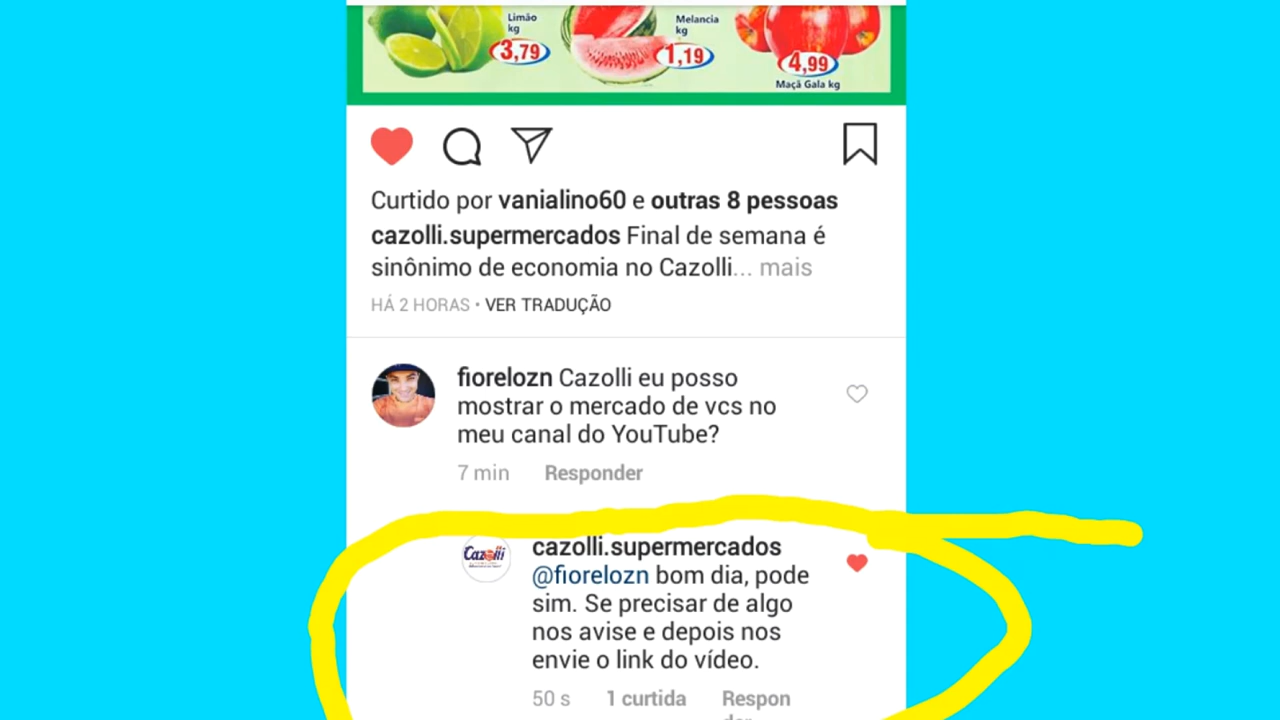 Limão
kg
3,79
Melancia
kg
1,19
4,99
Maçã Gala kg
Curtido por vanialino60 e outras 8 pessoas
cazolli.supermercados Final de semana é
sinônimo de economia no Cazolli... mais
HÁ 2 HORAS • VER TRADUÇÃO
fiorelozn Cazolli eu posso
mostrar o mercado de vcs no
meu canal do YouTube?
7 min Responder
Cazolli
cazolli.supermercados
@fiorelozn bom dia, pode
sim. Se precisar de algo
nos avise e depois nos
envie o link do vídeo.
50 s 1 curtida Respon